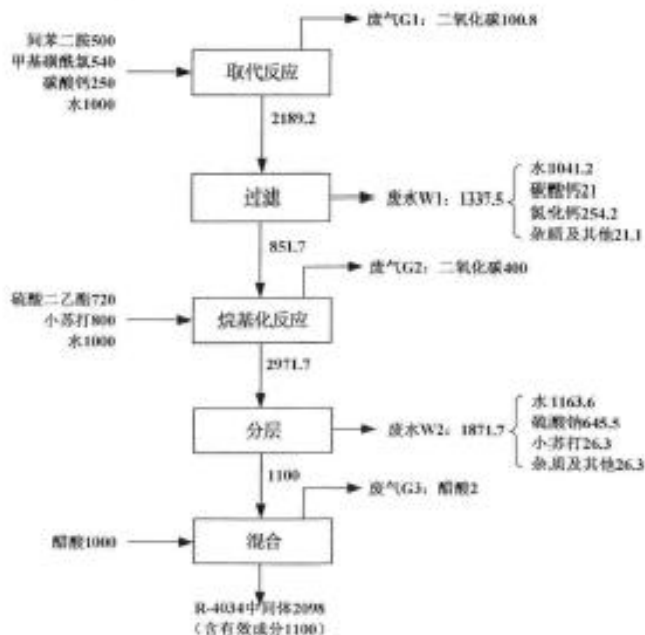 废气G1：二氧化碳100.8
间苯二胺500
甲基磺酰氯540
碳酸钙250
水1000
取代反应
2189.2
过滤
废水W1：1337.5
水1041.2
碳酸钙21
氯化钙254.2
杂质及其他21.1
851.7
废气G2：二氧化碳400
硫酸二乙酯720
小苏打800
水1000
烷基化反应
2971.7
分层
废水W2：1871.7
水1163.6
硫酸钠645.5
小苏打26.3
杂质及其他26.3
1100
废气G3：醋酸2
醋酸1000
混合
R-4034中间体2098
（含有效成分1100）